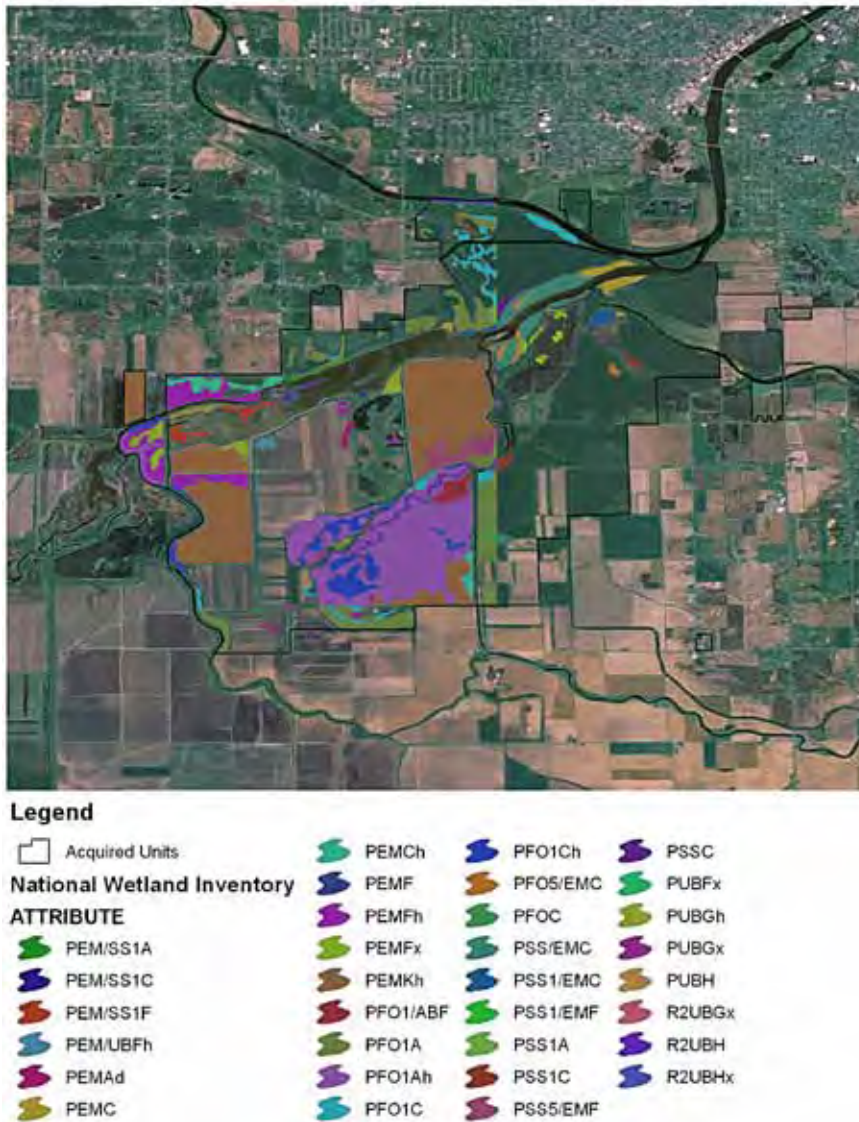 Legend
Acquired Units
National Wetland Inventory
ATTRIBUTE
PEM/SS1A
PEM/SS1C
PEM/SS1F
PEM/UBFh
PEMAd
PEMC
PEMCh
PEMF
PEMFh
PEMFx
PEMKh
PFO1/ABF
PFO1A
PFO1Ah
PFO1C
PFO1Ch
PFO5/EMC
PFOC
PSS/EMC
PSS1/EMC
PSS1/EMF
PSS1A
PSS1C
PSS5/EMF
PSSC
PUBFx
PUBGh
PUBGx
PUBH
R2UBGx
R2UBH
R2UBHx